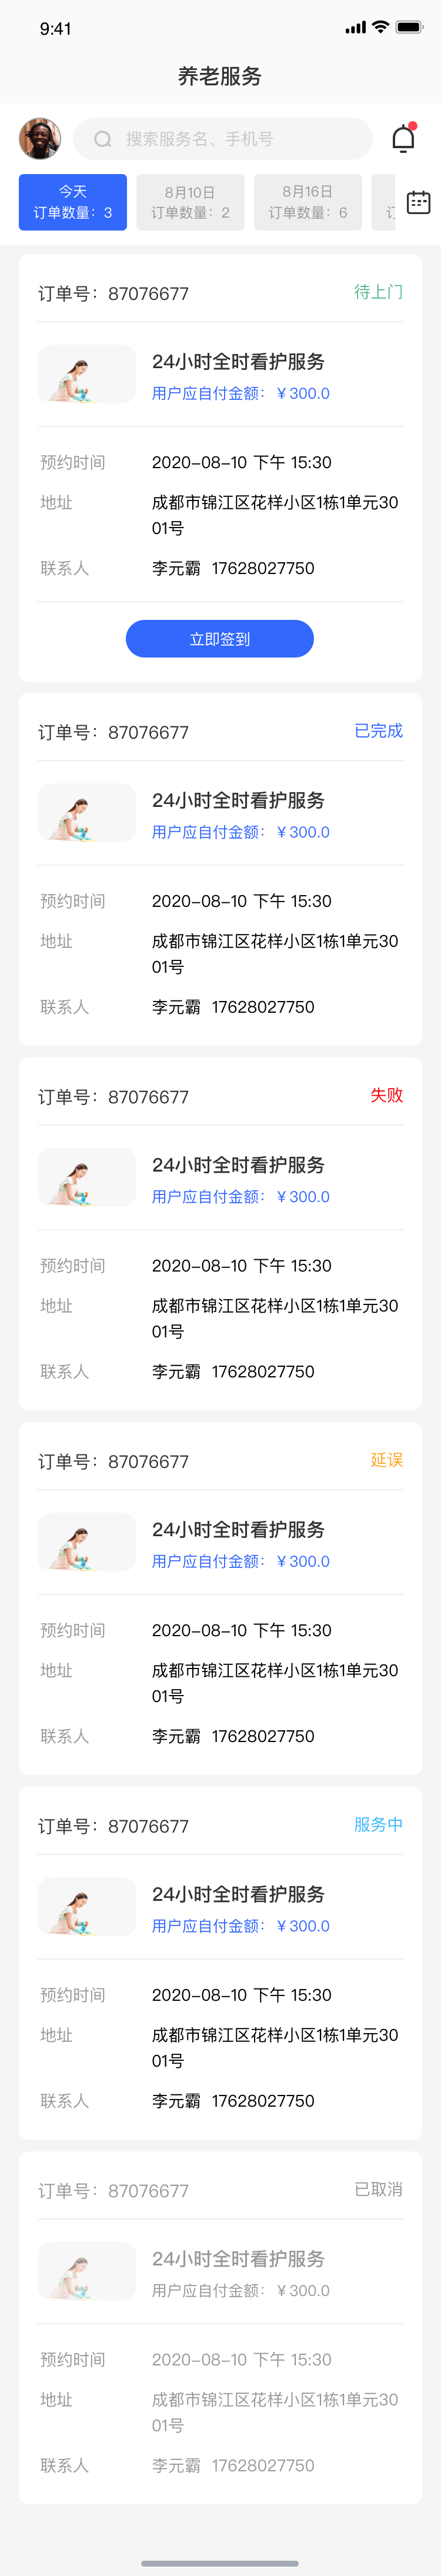 9:41
养老服务
搜索服务名、手机号
今天
订单数量：3
8月10日
订单数量：2
8月16日
订单数量：6
订单号：87076677
待上门
24小时全时看护服务
用户应自付金额：￥300.0
预约时间 2020-08-10 下午 15:30
地址 成都市锦江区花样小区1栋1单元30
01号
联系人 李元霸 17628027750
立即签到
订单号：87076677
已完成
24小时全时看护服务
用户应自付金额：￥300.0
预约时间 2020-08-10 下午 15:30
地址 成都市锦江区花样小区1栋1单元30
01号
联系人 李元霸 17628027750
订单号：87076677
失败
24小时全时看护服务
用户应自付金额：￥300.0
预约时间 2020-08-10 下午 15:30
地址 成都市锦江区花样小区1栋1单元30
01号
联系人 李元霸 17628027750
订单号：87076677
延误
24小时全时看护服务
用户应自付金额：￥300.0
预约时间 2020-08-10 下午 15:30
地址 成都市锦江区花样小区1栋1单元30
01号
联系人 李元霸 17628027750
订单号：87076677
服务中
24小时全时看护服务
用户应自付金额：￥300.0
预约时间 2020-08-10 下午 15:30
地址 成都市锦江区花样小区1栋1单元30
01号
联系人 李元霸 17628027750
订单号：87076677
已取消
24小时全时看护服务
用户应自付金额：￥300.0
预约时间 2020-08-10 下午 15:30
地址 成都市锦江区花样小区1栋1单元30
01号
联系人 李元霸 17628027750